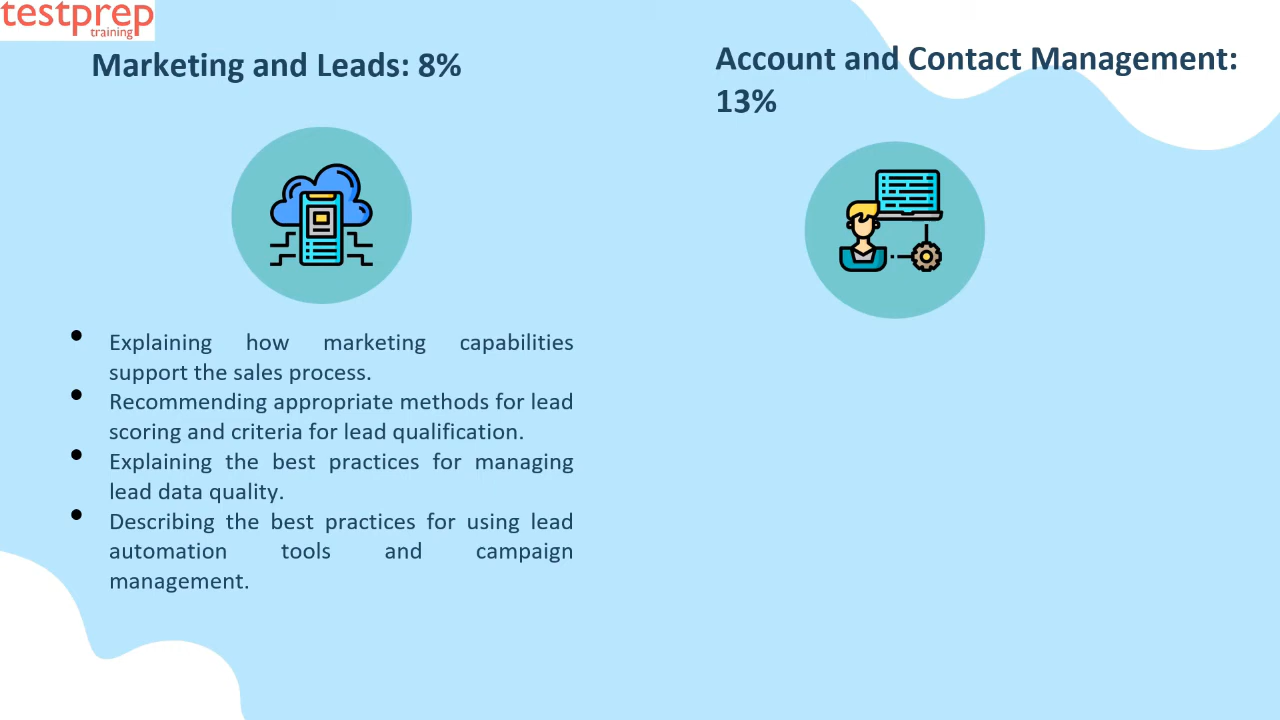 testprep
training
Marketing and Leads: 8%
Explaining how marketing capabilities
support the sales process.
Recommending appropriate methods for lead
scoring and criteria for lead qualification.
Explaining the best practices for managing
lead data quality.
Describing the best practices for using lead
automation tools and campaign
management.
Account and Contact Management:
13%